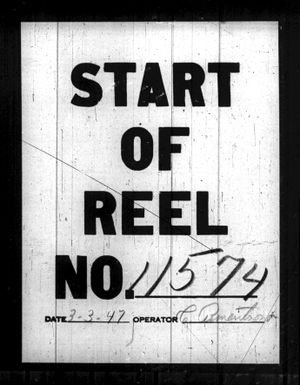 START
OF
REEL
NO. 11574
DATE 3-3-47 OPERATOR C.